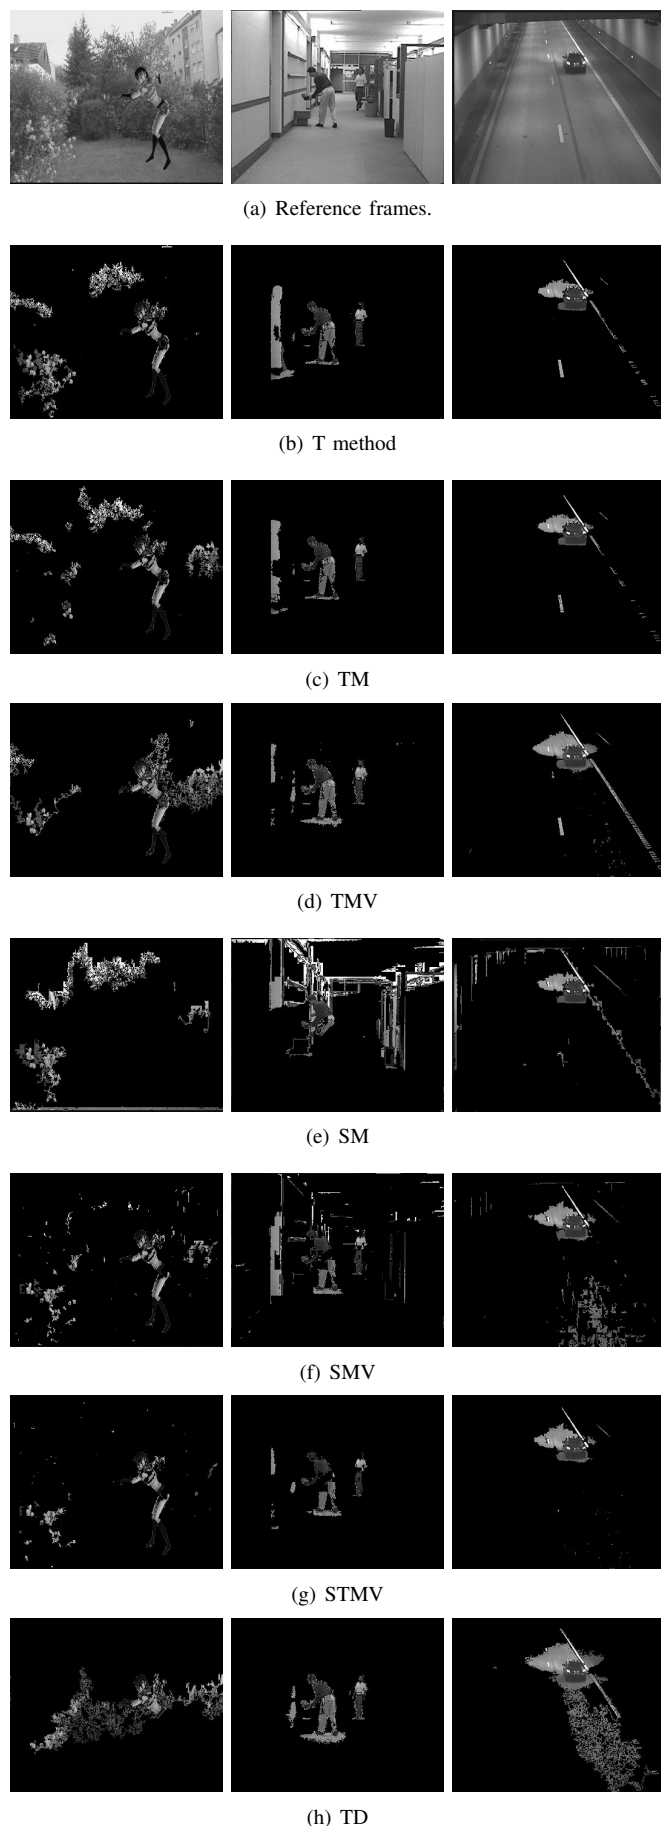 (a) Reference frames.
(b) T method
(c) TM
(d) TMV
(e) SM
(f) SMV
(g) STMV
(h) TD